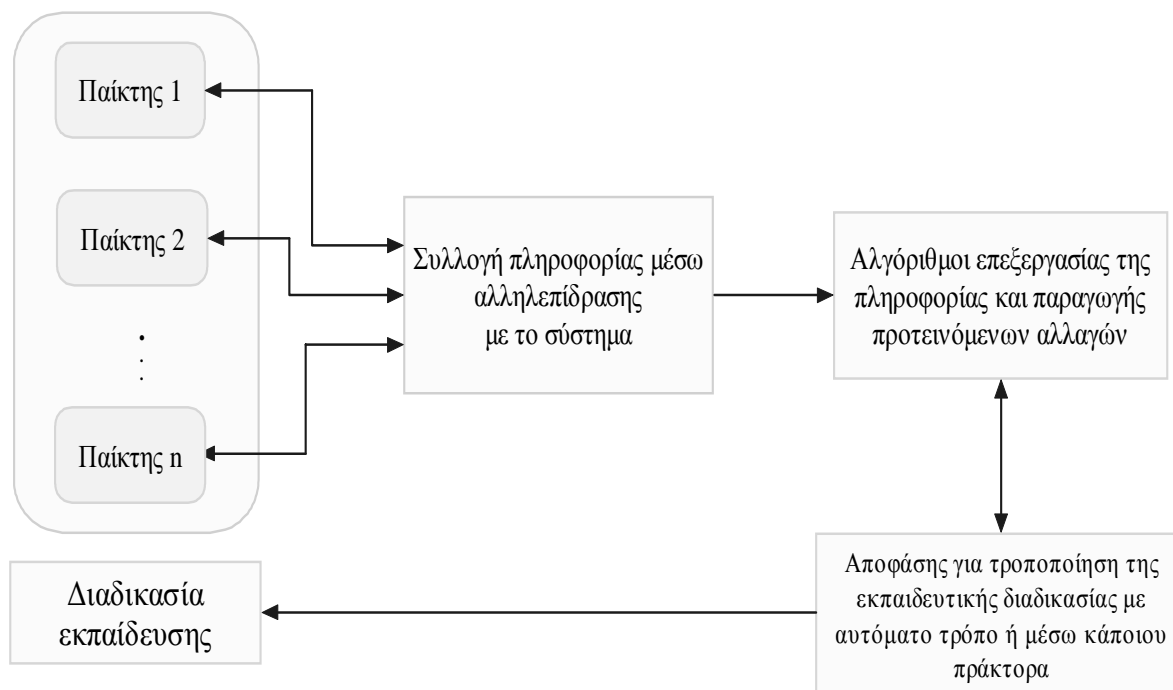 Παίκτης 1
Παίκτης 2
Παίκτης n
Συλλογή πληροφορίας μέσω
αλληλεπίδρασης
με το σύστημα
Αλγόριθμοι επεξεργασίας της
πληροφορίας και παραγωγής
προτεινόμενων αλλαγών
Αποφάσης για τροποποίηση της
εκπαιδευτικής διαδικασίας με
αυτόματο τρόπο ή μέσω κάποιου
πράκτορα
Διαδικασία
εκπαίδευσης